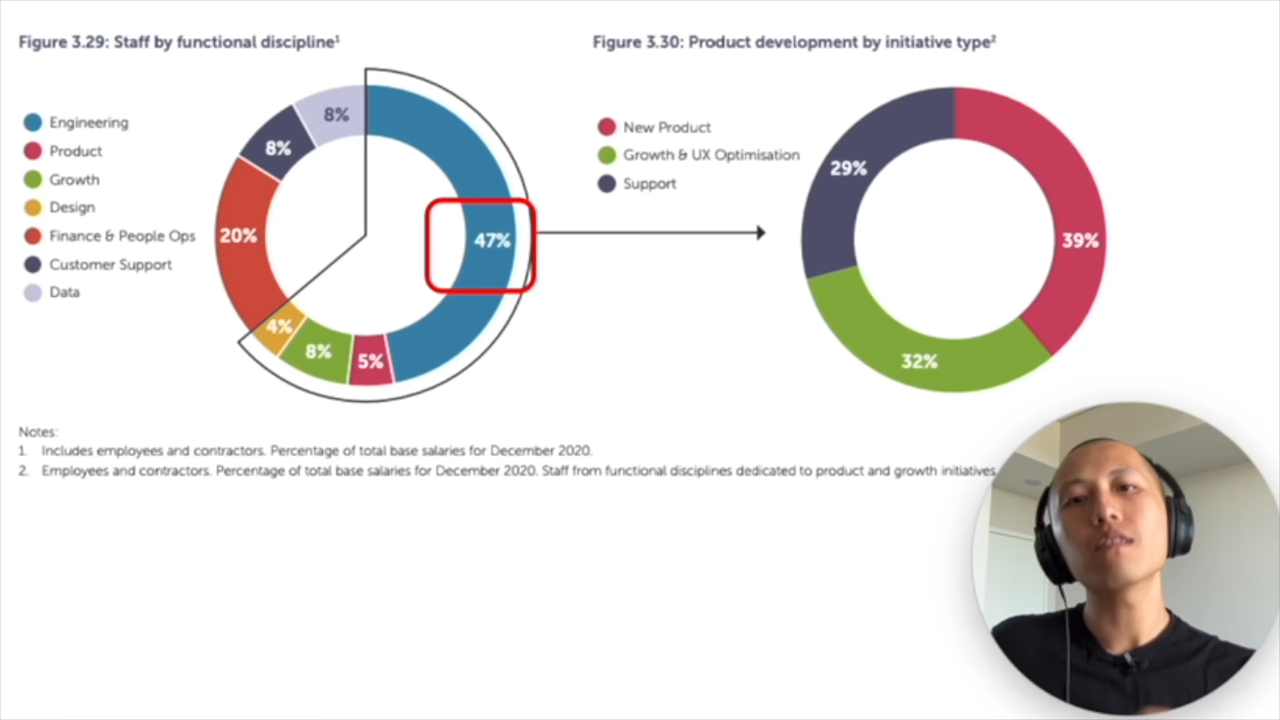 Figure 3.29: Staff by functional discipline¹
Engineering
Product
Growth
Design
Finance & People Ops
Customer Support
Data
8%
8%
20%
4%
8%
5%
47%
Figure 3.30: Product development by initiative type²
New Product
Growth & UX Optimisation
Support
29%
39%
32%
Notes:
1. Includes employees and contractors. Percentage of total base salaries for December 2020.
2. Employees and contractors. Percentage of total base salaries for December 2020. Staff from functional disciplines dedicated to product and growth initiatives